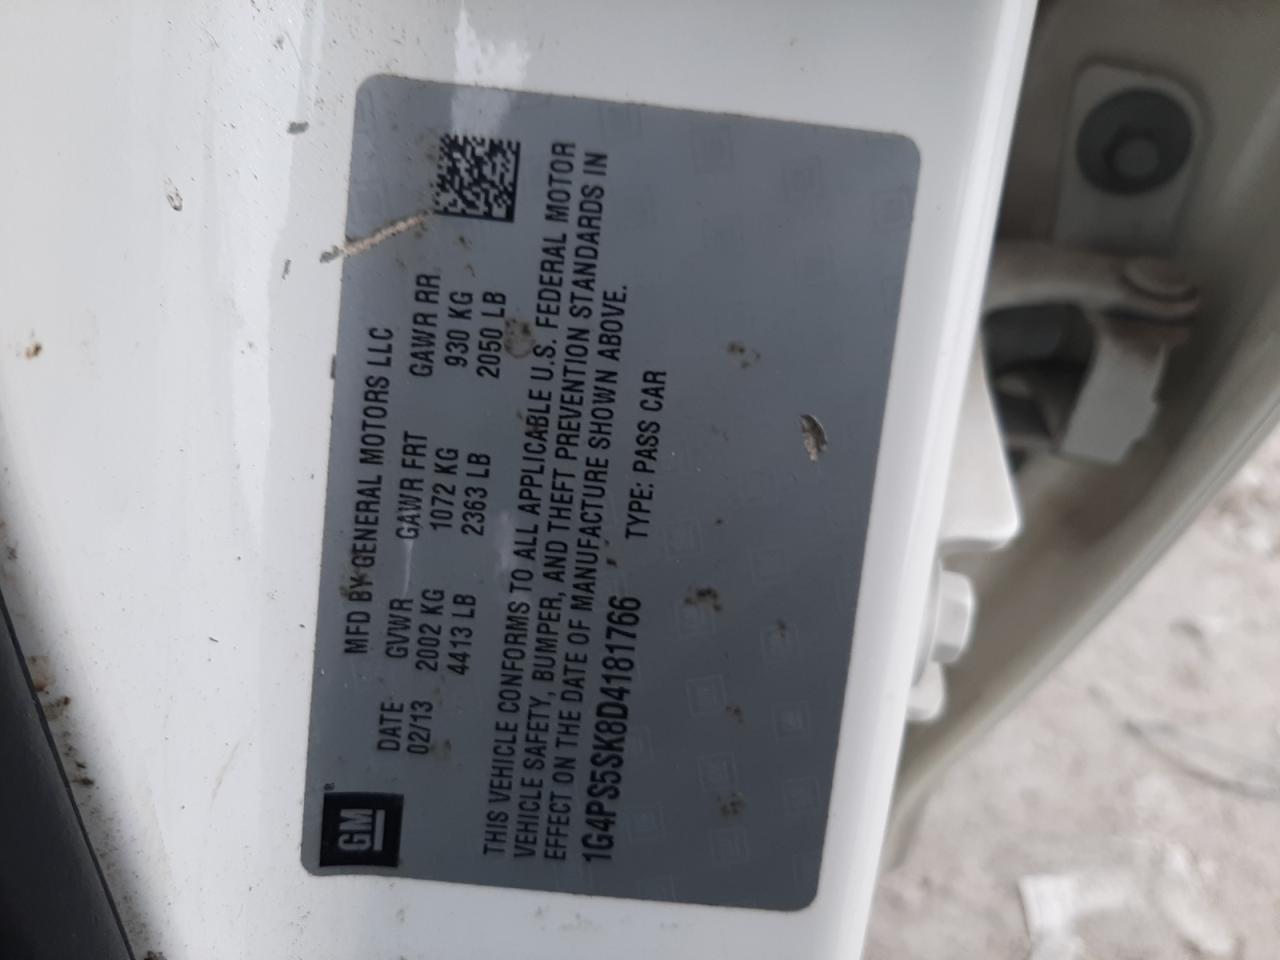 GM ®
MFD BY GENERAL MOTORS LLC
DATE GVWR GAWR FRT GAWR RR
02/13 2002 KG 1072 KG 930 KG
4413 LB 2363 LB 2050 LB
THIS VEHICLE CONFORMS TO ALL APPLICABLE U.S. FEDERAL MOTOR
VEHICLE SAFETY, BUMPER, AND THEFT PREVENTION STANDARDS IN
EFFECT ON THE DATE OF MANUFACTURE SHOWN ABOVE.
1G4PS5SK8D4181766 TYPE: PASS CAR